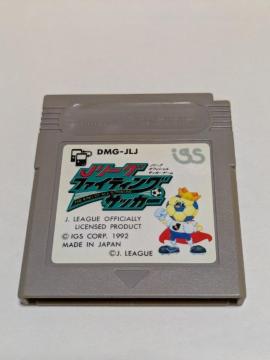 DMG-JLJ
igs
Jリーグ
ファイティング
サッカー
J. LEAGUE OFFICIALLY
LICENSED PRODUCT
© IGS CORP. 1992
MADE IN JAPAN
©J. LEAGUE